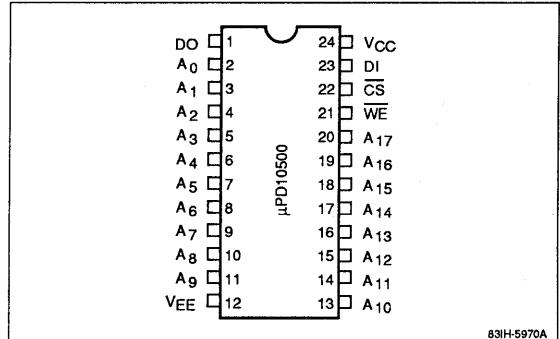 DO 1 24 VCC
A0 2 23 DI
A1 3 22 CS
A2 4 21 WE
A3 5 20 A17
A4 6 19 A16
A5 7 18 A15
A6 8 17 A14
A7 9 16 A13
A8 10 15 A12
A9 11 14 A11
VEE 12 13 A10
μPD10500
83IH-5970A